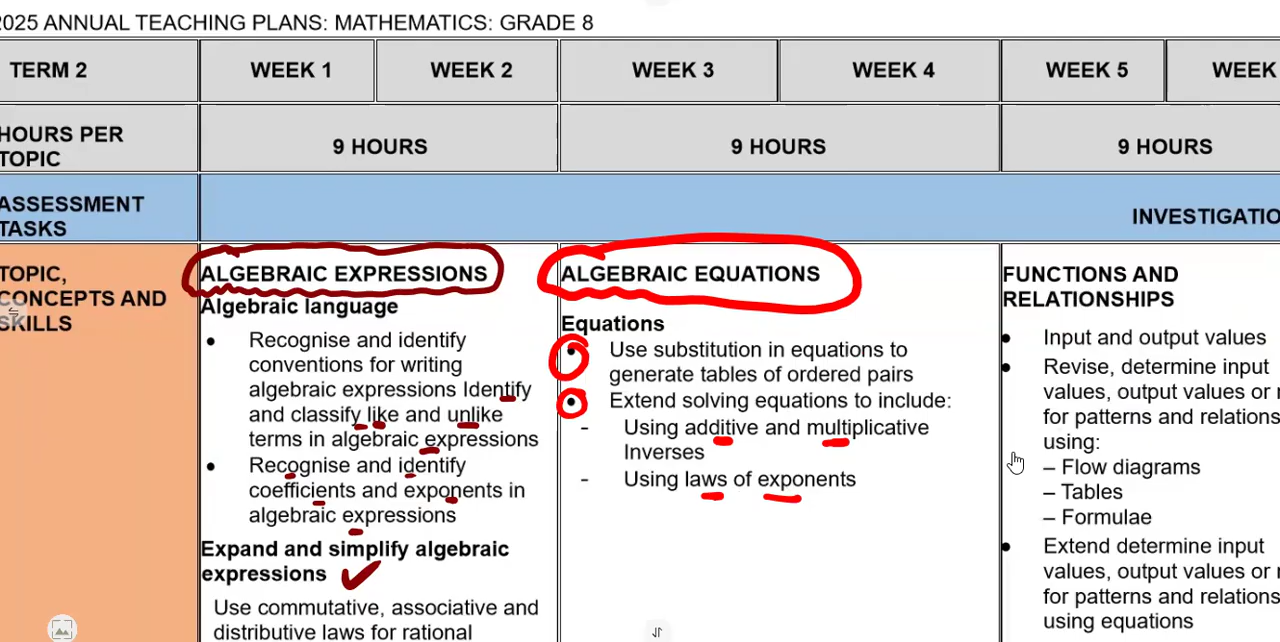 2025 ANNUAL TEACHING PLANS: MATHEMATICS: GRADE 8
TERM 2
WEEK 1
WEEK 2
WEEK 3
WEEK 4
WEEK 5
WEEK
HOURS PER
TOPIC
9 HOURS
9 HOURS
9 HOURS
ASSESSMENT
TASKS
INVESTIGATIO
TOPIC,
CONCEPTS AND
SKILLS
ALGEBRAIC EXPRESSIONS
Algebraic language
• Recognise and identify
conventions for writing
algebraic expressions Identify
and classify like and unlike
terms in algebraic expressions
• Recognise and identify
coefficients and exponents in
algebraic expressions
Expand and simplify algebraic
expressions
Use commutative, associative and
distributive laws for rational
ALGEBRAIC EQUATIONS
Equations
• Use substitution in equations to
generate tables of ordered pairs
• Extend solving equations to include:
- Using additive and multiplicative
Inverses
- Using laws of exponents
FUNCTIONS AND
RELATIONSHIPS
• Input and output values
• Revise, determine input
values, output values or
for patterns and relations
using:
– Flow diagrams
– Tables
– Formulae
• Extend determine input
values, output values or
for patterns and relations
using equations